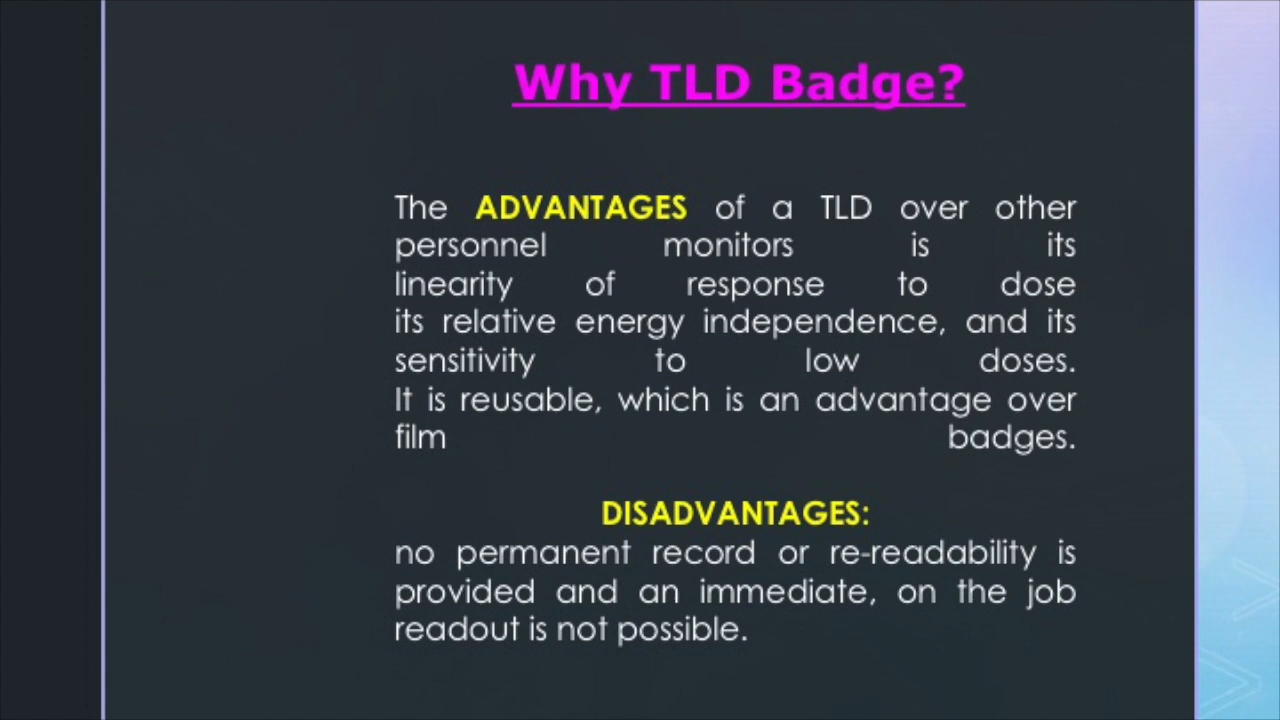 Why TLD Badge?
The ADVANTAGES of a TLD over other
personnel monitors is its
linearity of response to dose
its relative energy independence, and its
sensitivity to low doses.
It is reusable, which is an advantage over
film badges.
DISADVANTAGES:
no permanent record or re-readability is
provided and an immediate, on the job
readout is not possible.